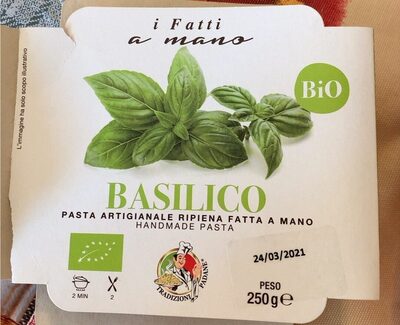 i Fatti
a mano
L'immagine ha solo scopo illustrativo
BiO
BASILICO
PASTA ARTIGIANALE RIPIENA FATTA A MANO
HANDMADE PASTA
24/03/2021
2 MIN
2
TRADIZIONI PADANE
PESO
250 g e